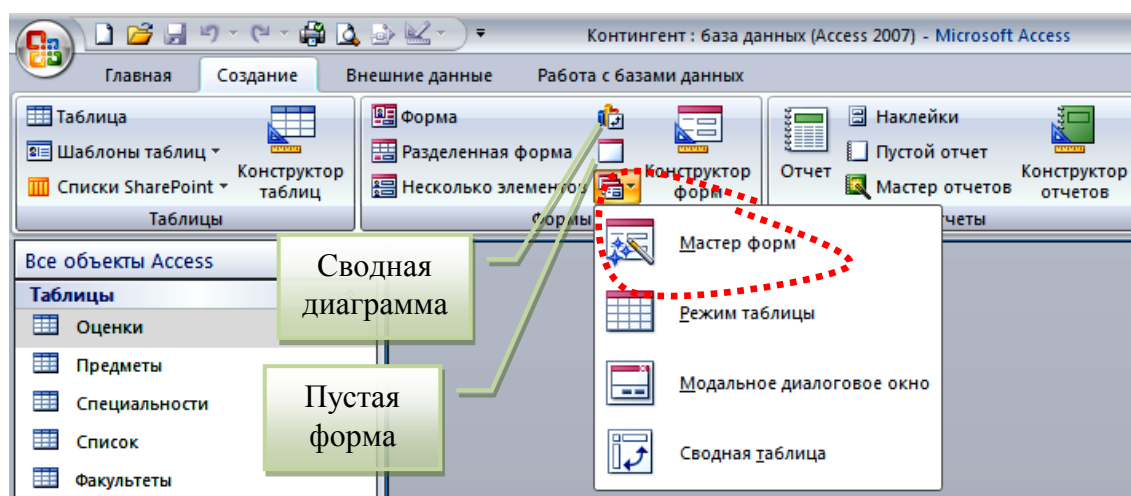 Контингент : база данных (Access 2007) - Microsoft Access
Главная Создание Внешние данные Работа с базами данных
Таблица
Шаблоны таблиц
Списки SharePoint
Конструктор
таблиц
Таблицы
Форма
Разделенная форма
Несколько элементов
Конструктор
форм
Формы
Отчет
Наклейки
Пустой отчет
Мастер отчетов
Конструктор
отчетов
четы
Все объекты Access
Таблицы
Оценки
Предметы
Специальности
Список
Факультеты
Сводная
диаграмма
Пустая
форма
Мастер форм
Режим таблицы
Модальное диалоговое окно
Сводная таблица